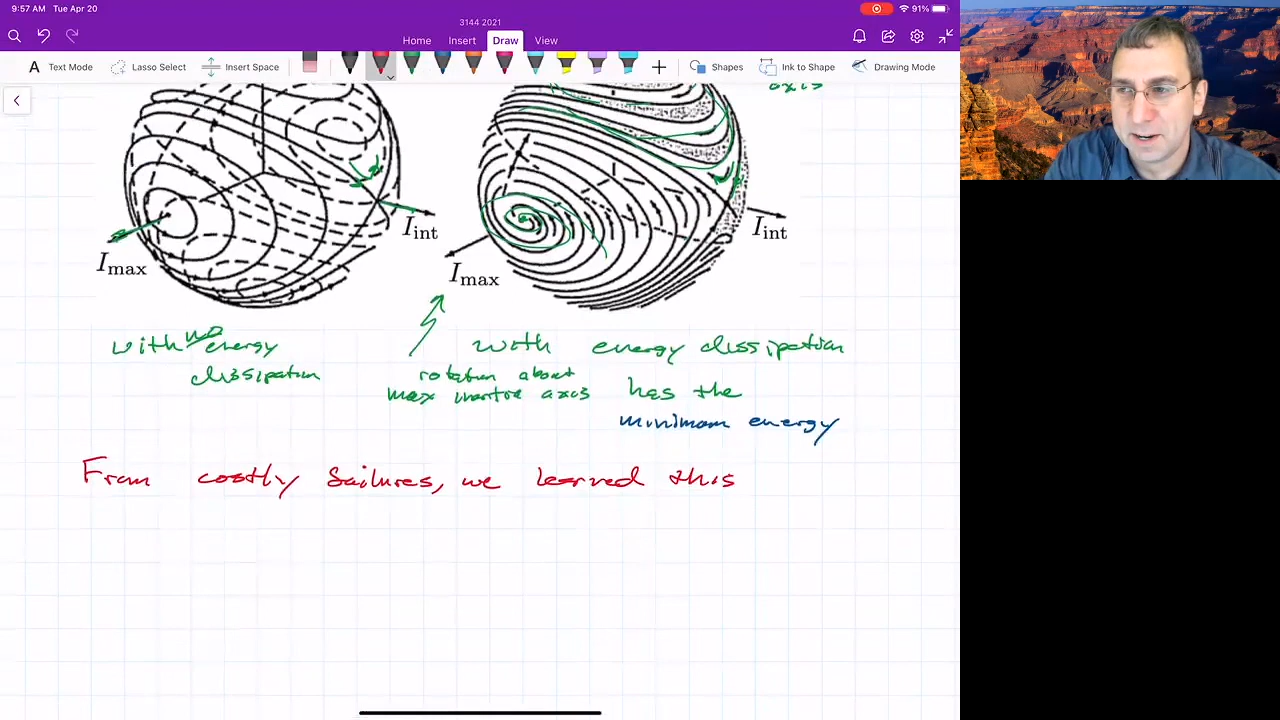 9:57 AM Tue Apr 20
91%
3144 2021
Home Insert Draw View
Text Mode Lasso Select Insert Space Shapes Ink to Shape Drawing Mode
axis
I_int
I_int
I_max
I_max
with no energy
dissipation
with energy dissipation
rotation about
max inertia axis has the
minimum energy
From costly failures, we learned this